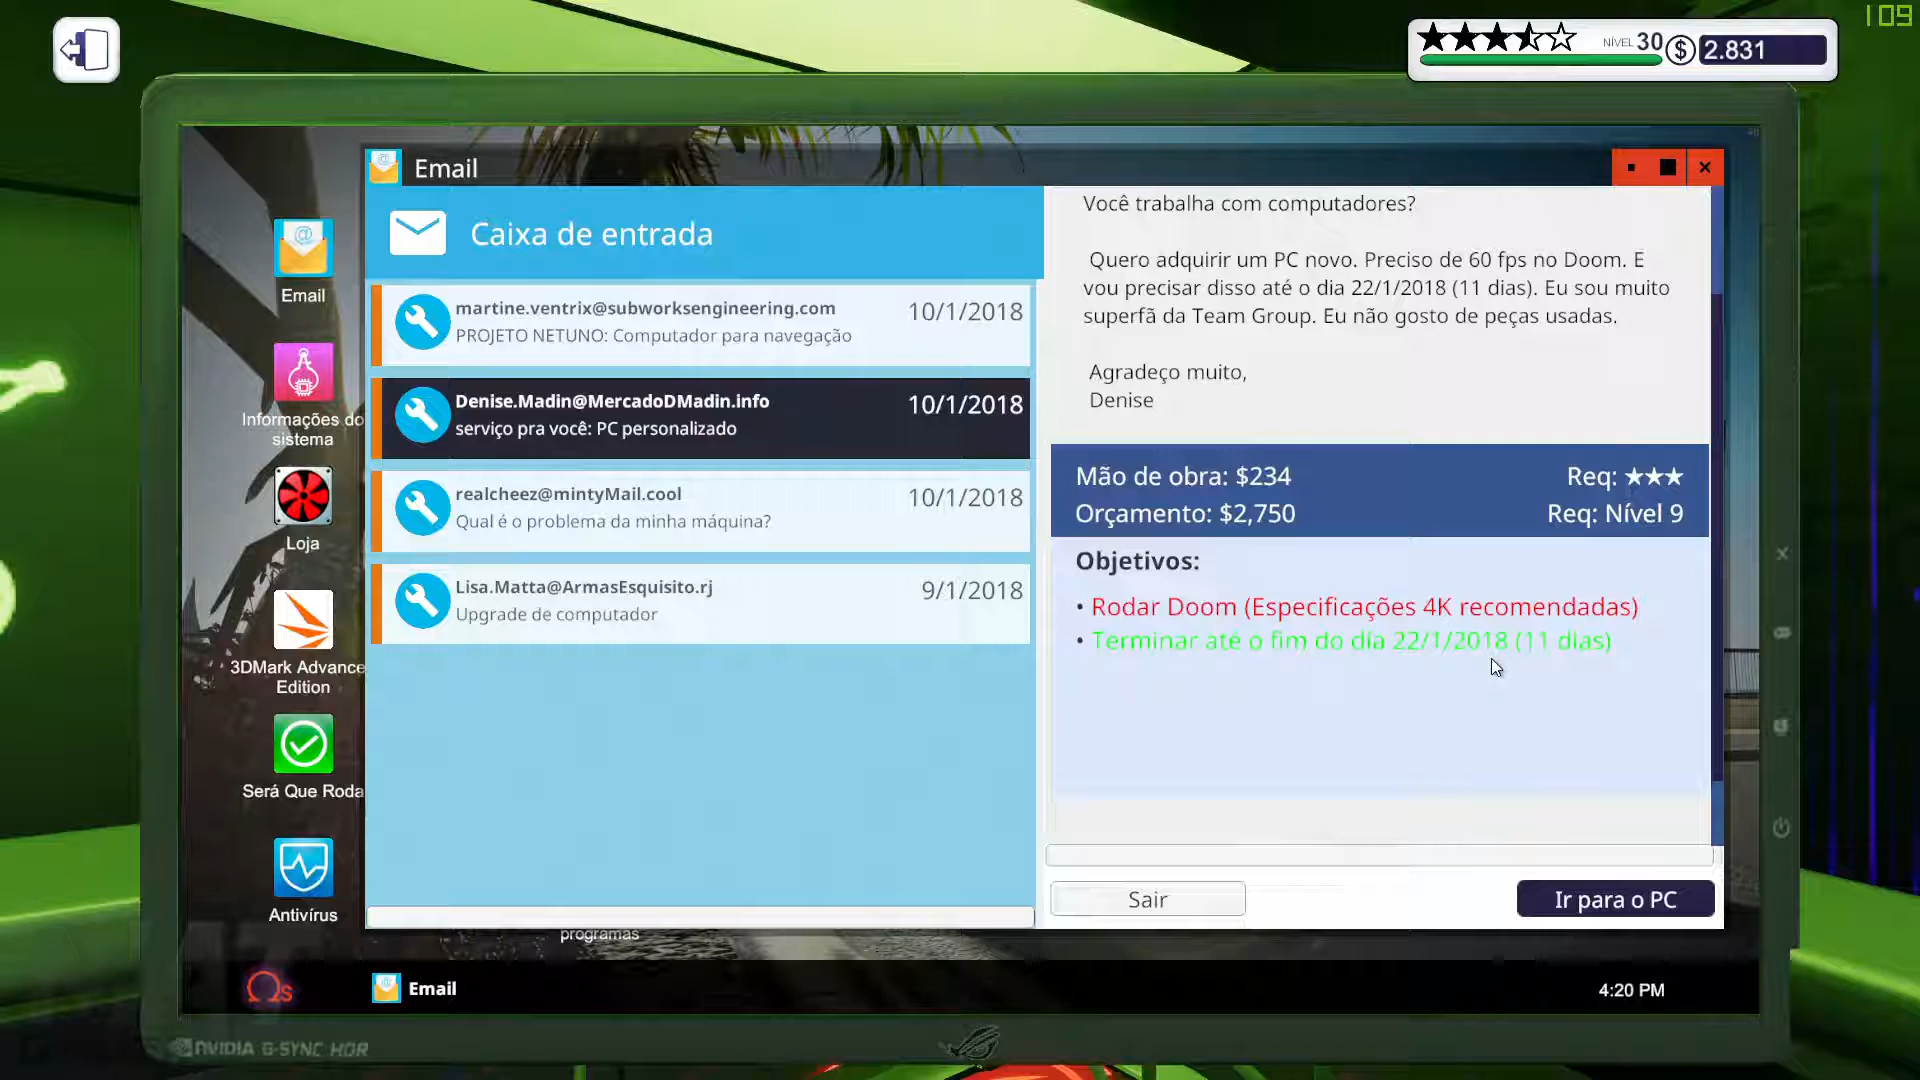 109
NÍVEL 30
$ 2.831
Email
Caixa de entrada
martine.ventrix@subworksengineering.com
10/1/2018
PROJETO NETUNO: Computador para navegação
Denise.Madin@MercadoDMadin.info
10/1/2018
serviço pra você: PC personalizado
realcheez@mintyMail.cool
10/1/2018
Qual é o problema da minha máquina?
Lisa.Matta@ArmasEsquisito.rj
9/1/2018
Upgrade de computador
Você trabalha com computadores?
Quero adquirir um PC novo. Preciso de 60 fps no Doom. E
vou precisar disso até o dia 22/1/2018 (11 dias). Eu sou muito
superfã da Team Group. Eu não gosto de peças usadas.
Agradeço muito,
Denise
Mão de obra: $234
Req: ★★★
Orçamento: $2,750
Req: Nível 9
Objetivos:
• Rodar Doom (Especificações 4K recomendadas)
• Terminar até o fim do dia 22/1/2018 (11 dias)
Sair
Ir para o PC
Email
Informações do
sistema
Loja
3DMark Advance
Edition
Será Que Roda
Antivírus
programas
Ωs
Email
4:20 PM
NVIDIA G-SYNC HDR